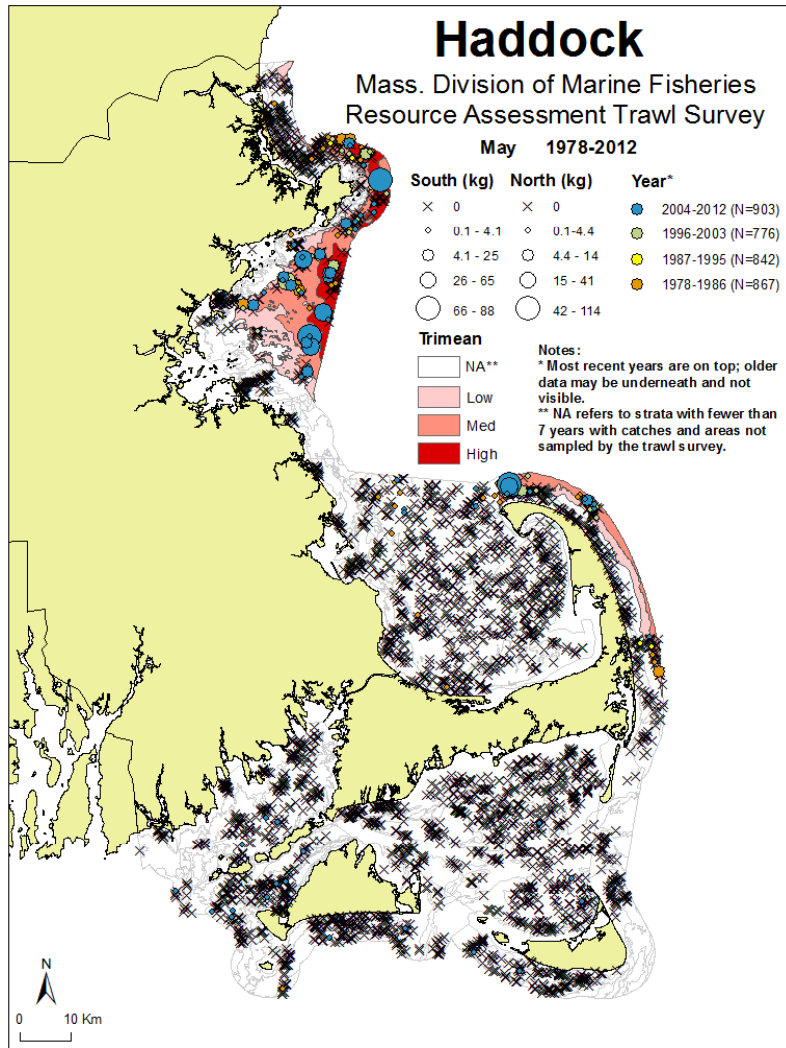 Haddock
Mass. Division of Marine Fisheries
Resource Assessment Trawl Survey
May 1978-2012
South (kg) North (kg) Year*
0 0 2004-2012 (N=903)
0.1 - 4.1 0.1-4.4 1996-2003 (N=776)
4.1 - 25 4.4 - 14 1987-1995 (N=842)
26 - 65 15 - 41 1978-1986 (N=867)
66 - 88 42 - 114
Trimean
NA**
Low
Med
High
Notes:
* Most recent years are on top; older
data may be underneath and not
visible.
** NA refers to strata with fewer than
7 years with catches and areas not
sampled by the trawl survey.
N
0 10 Km